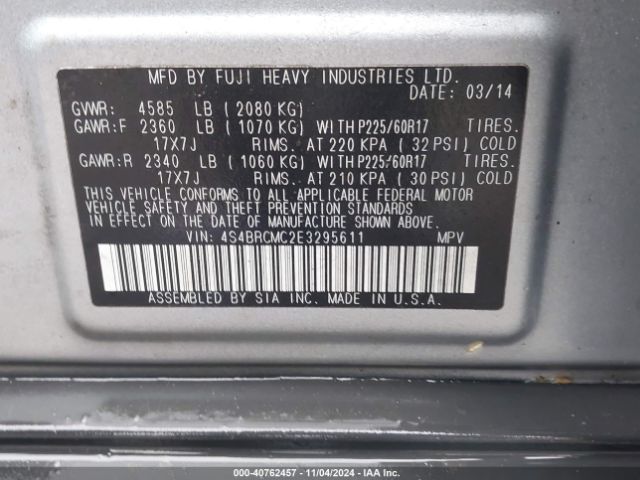 MFD BY FUJI HEAVY INDUSTRIES LTD.
DATE: 03/14
GVWR: 4585 LB (2080 KG)
GAWR:F 2360 LB (1070 KG) WITH P225/60R17 TIRES.
17X7J RIMS. AT 220 KPA (32 PSI) COLD
GAWR:R 2340 LB (1060 KG) WITH P225/60R17 TIRES.
17X7J RIMS. AT 210 KPA (30 PSI) COLD
THIS VEHICLE CONFORMS TO ALL APPLICABLE FEDERAL MOTOR
VEHICLE SAFETY AND THEFT PREVENTION STANDARDS
IN EFFECT ON THE DATE OF MANUFACTURE SHOWN ABOVE.
VIN: 4S4BRCMC2E3295611 MPV
ASSEMBLED BY SIA INC. MADE IN U.S.A.
000-40762457 - 11/04/2024 - IAA Inc.